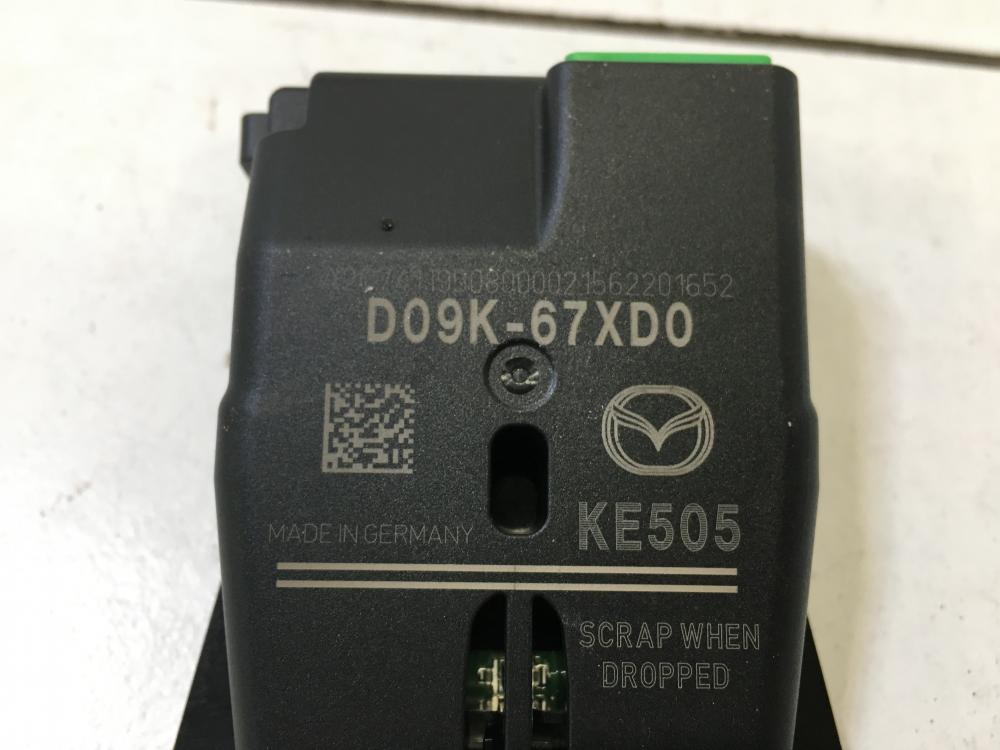 D09K-67XD0
MADE IN GERMANY
KE505
SCRAP WHEN
DROPPED